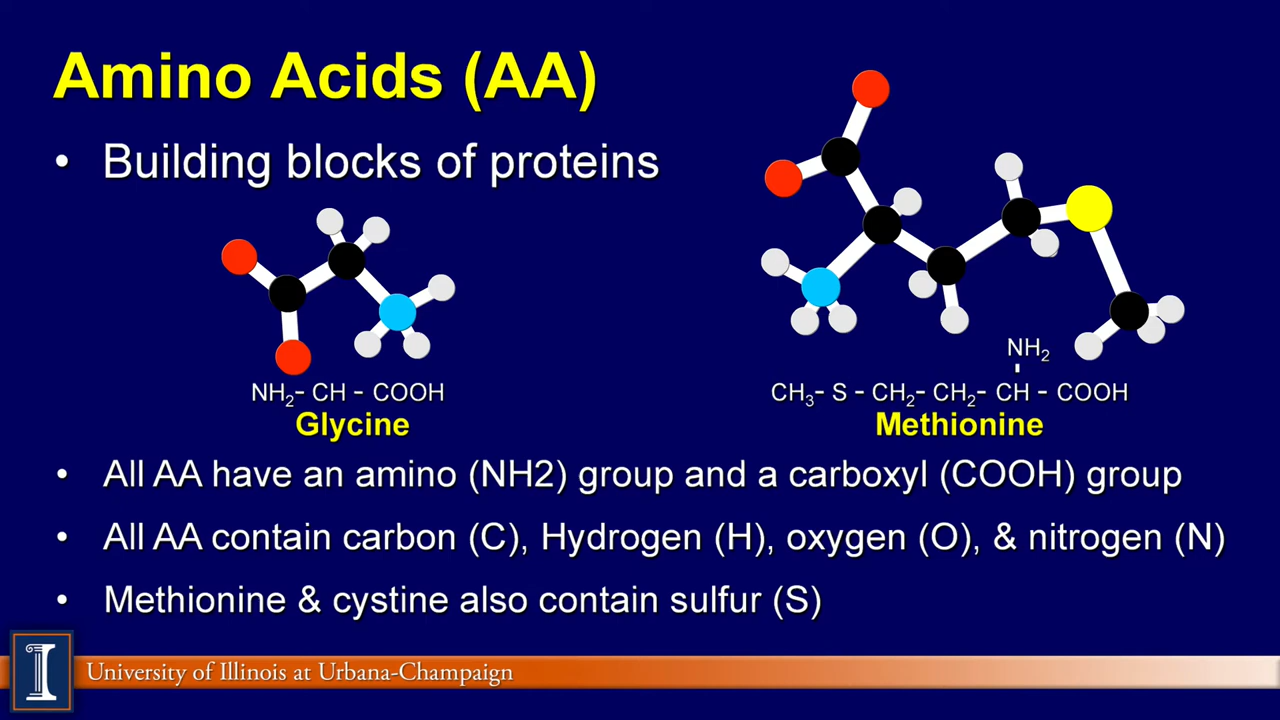 Amino Acids (AA)
• Building blocks of proteins
NH2– CH – COOH
Glycine
NH2
CH3– S – CH2– CH2– CH – COOH
Methionine
• All AA have an amino (NH2) group and a carboxyl (COOH) group
• All AA contain carbon (C), Hydrogen (H), oxygen (O), & nitrogen (N)
• Methionine & cystine also contain sulfur (S)
I
University of Illinois at Urbana-Champaign